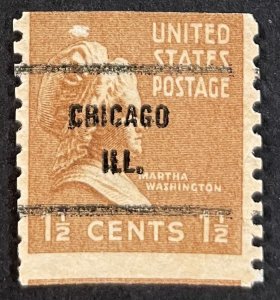 UNITED
STATES
POSTAGE
CHICAGO
ILL.
MARTHA
WASHINGTON
1½ CENTS 1½